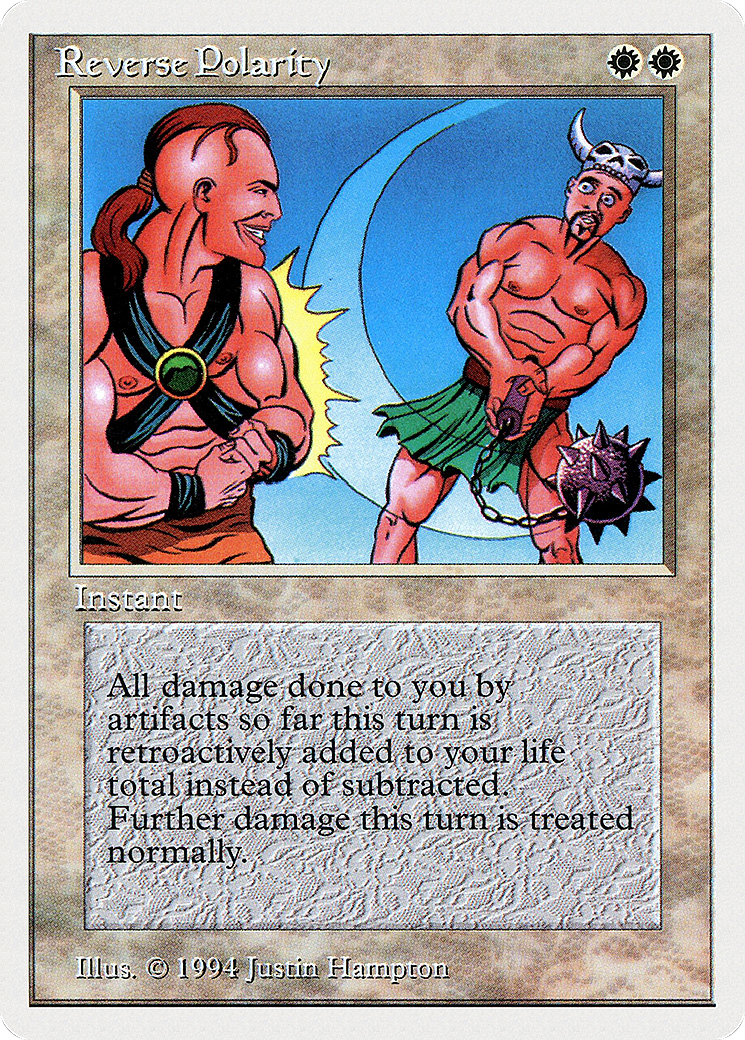 Reverse Polarity
Instant
All damage done to you by
artifacts so far this turn is
retroactively added to your life
total instead of subtracted.
Further damage this turn is treated
normally.
Illus. © 1994 Justin Hampton